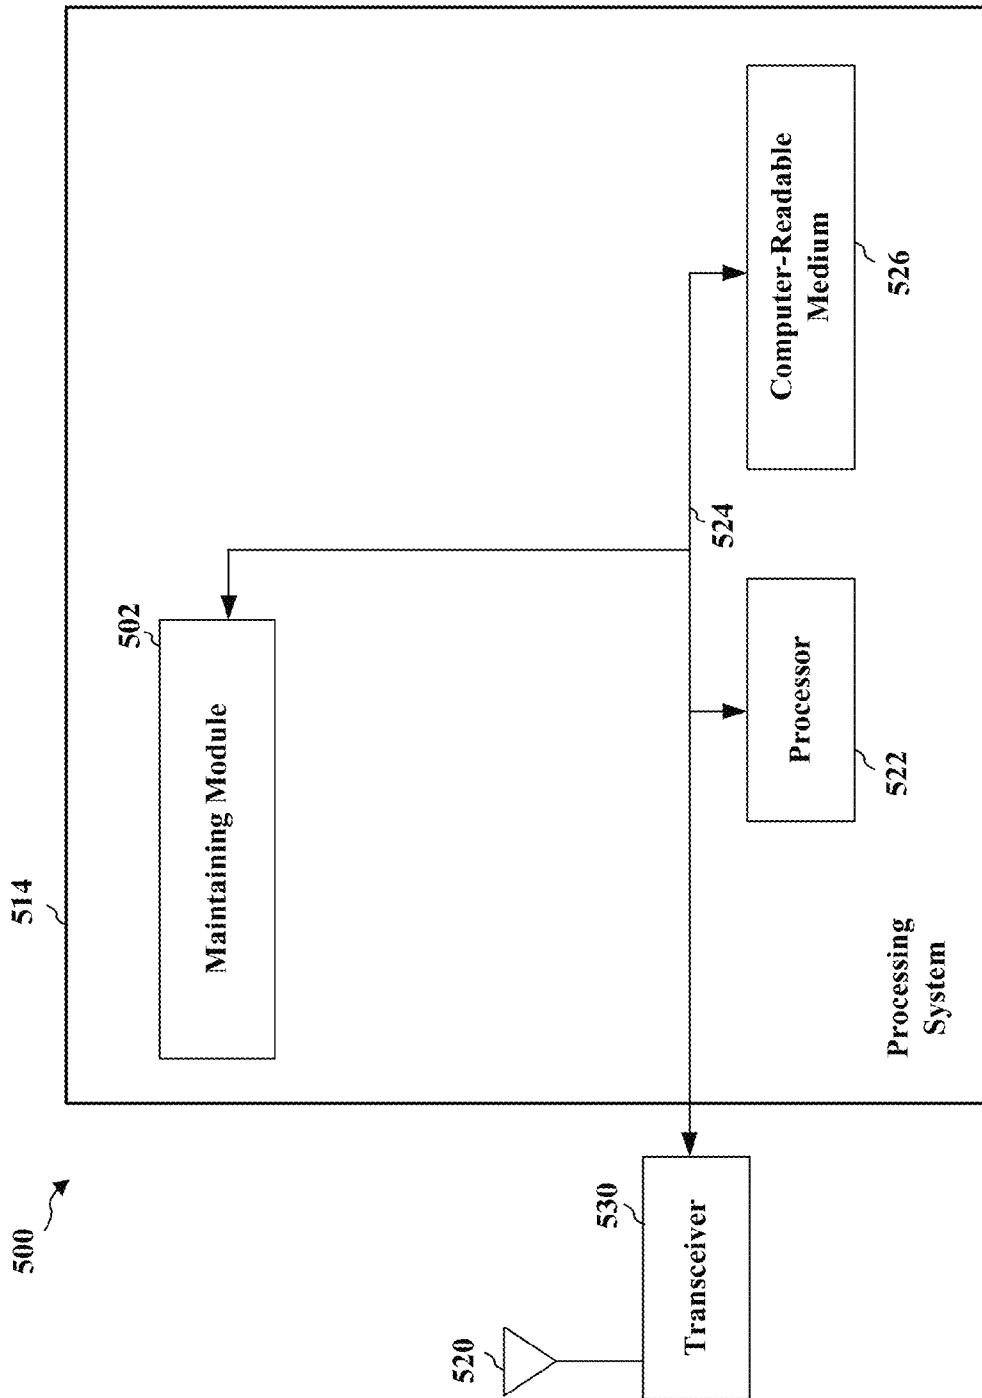 500
514
502
Maintaining Module
520
530
Transceiver
524
Processor
522
Computer-Readable
Medium
526
Processing
System